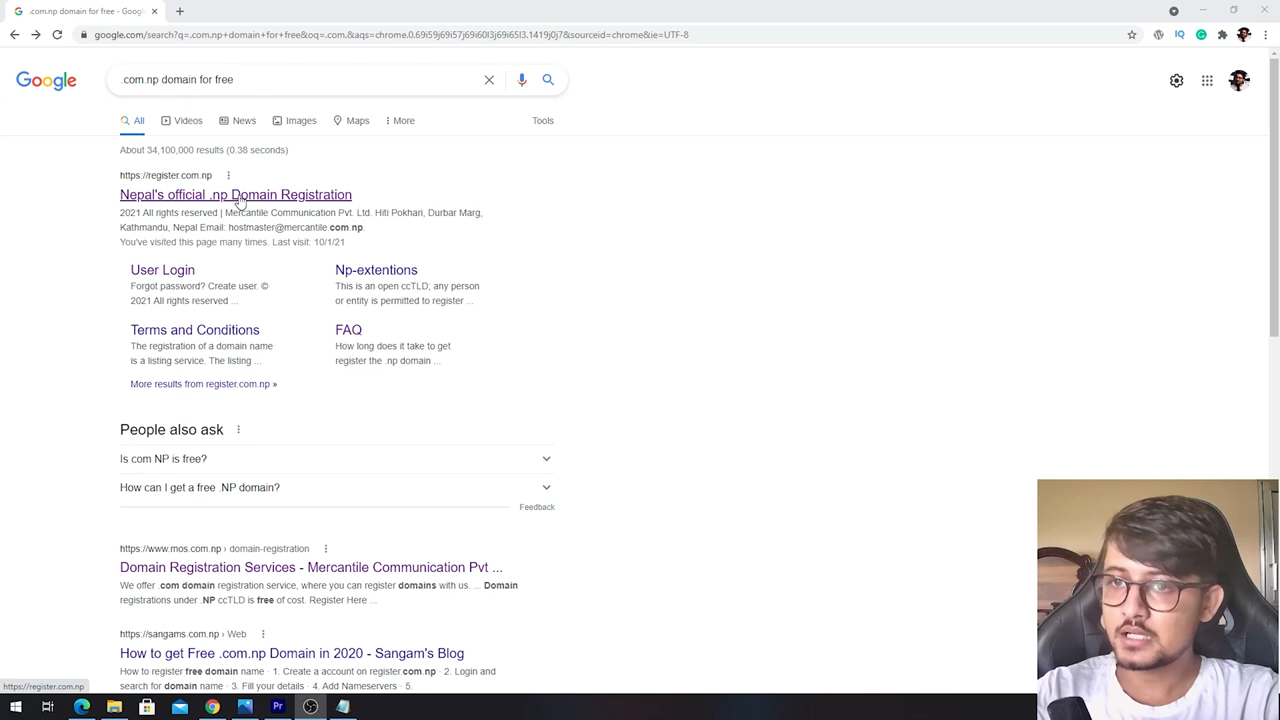 .com.np domain for free - Googl
google.com/search?q=.com.np+domain+for+free&oq=.com.&aqs=chrome.0.69i59j69i57j69i60l3j69i65l3.1419j0j7&sourceid=chrome&ie=UTF-8
Google
.com.np domain for free
All
Videos
News
Images
Maps
More
Tools
About 34,100,000 results (0.38 seconds)
https://register.com.np
Nepal's official .np Domain Registration
2021 All rights reserved | Mercantile Communication Pvt. Ltd. Hiti Pokhari, Durbar Marg,
Kathmandu, Nepal Email: hostmaster@mercantile.com.np.
You've visited this page many times. Last visit: 10/1/21
User Login
Forgot password? Create user. ©
2021 All rights reserved ...
Np-extentions
This is an open ccTLD; any person
or entity is permitted to register ...
Terms and Conditions
The registration of a domain name
is a listing service. The listing ...
FAQ
How long does it take to get
register the .np domain ...
More results from register.com.np »
People also ask
Is com NP is free?
How can I get a free .NP domain?
Feedback
https://www.mos.com.np › domain-registration
Domain Registration Services - Mercantile Communication Pvt ...
We offer .com domain registration service, where you can register domains with us. ... Domain
registrations under .NP ccTLD is free of cost. Register Here ...
https://sangams.com.np › Web
How to get Free .com.np Domain in 2020 - Sangam's Blog
How to register free domain name · 1. Create a account on register.com.np · 2. Login and
search for domain name · 3. Fill your details · 4. Add Nameservers · 5.
https://register.com.np
Pr